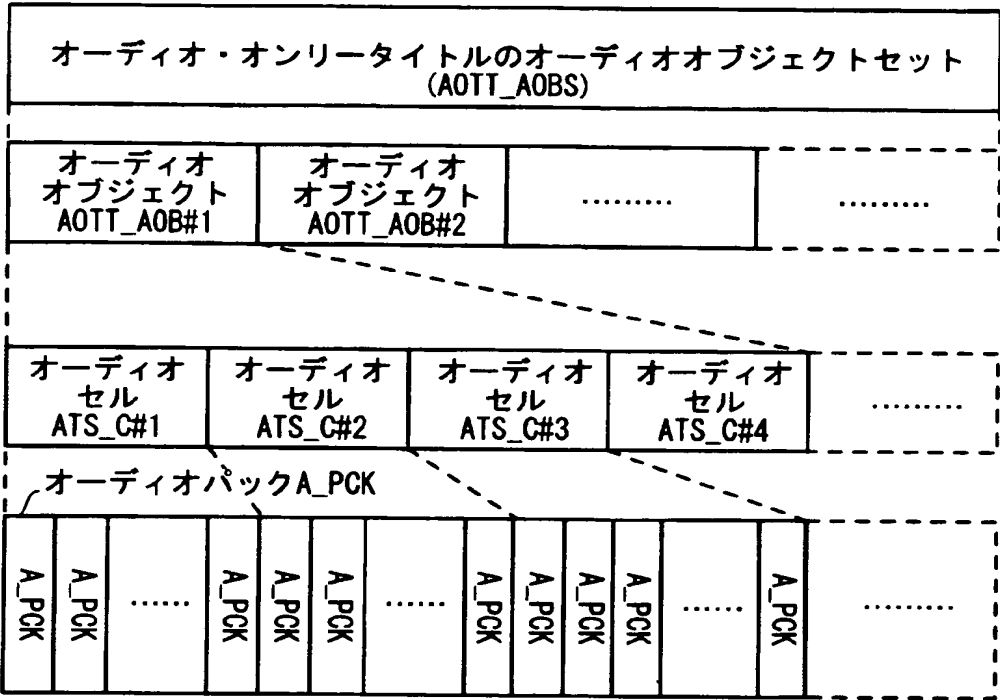 オーディオ・オンリータイトルのオーディオオブジェクトセット
(AOTT_AOBS)
オーディオ
オブジェクト
AOTT_AOB#1
オーディオ
オブジェクト
AOTT_AOB#2
.........
.........
オーディオ
セル
ATS_C#1
オーディオ
セル
ATS_C#2
オーディオ
セル
ATS_C#3
オーディオ
セル
ATS_C#4
.........
オーディオパックA_PCK
A_PCK
A_PCK
......
A_PCK
A_PCK
A_PCK
......
A_PCK
A_PCK
A_PCK
A_PCK
......
A_PCK
.........